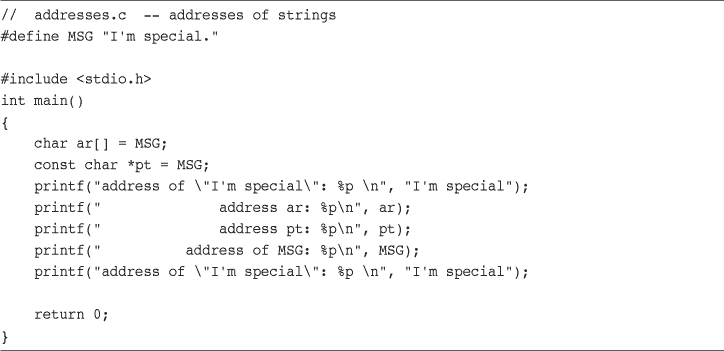 //  addresses.c  -- addresses of strings
#define MSG "I'm special."

#include <stdio.h>
int main()
{
    char ar[] = MSG;
    const char *pt = MSG;
    printf("address of \"I'm special\": %p \n", "I'm special");
    printf("              address ar: %p\n", ar);
    printf("              address pt: %p\n", pt);
    printf("          address of MSG: %p\n", MSG);
    printf("address of \"I'm special\": %p \n", "I'm special");

    return 0;
}